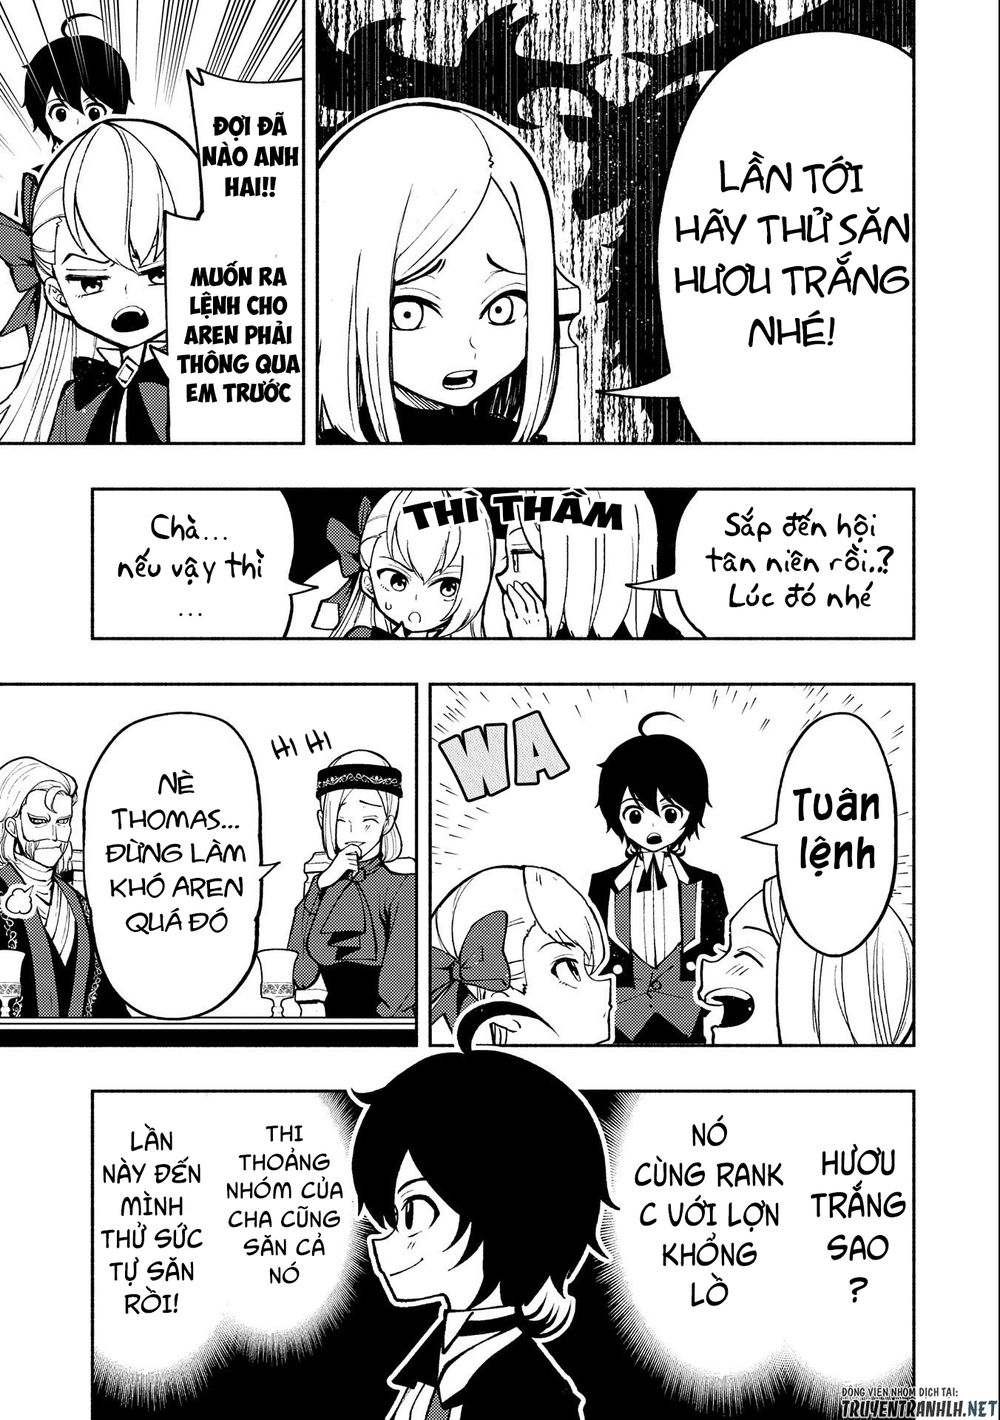 LẦN TỚI
HÃY THỬ SĂN
HƯƠU TRẮNG
NHÉ!
ĐỢI ĐÃ
NÀO ANH
HAI!!
MUỐN RA
LỆNH CHO
AREN PHẢI
THÔNG QUA
EM TRƯỚC
Sắp đến hội
tân niên rồi..?
Lúc đó nhé
THÌ THẦM
Chà...
nếu vậy thì
...
Tuân
lệnh
WA
HI HI
NÈ
THOMAS...
ĐỪNG LÀM
KHÓ AREN
QUÁ ĐÓ
HƯƠU
TRẮNG
SAO
?
NÓ
CÙNG RANK
C VỚI LỢN
KHỔNG
LỒ
THI
THOẢNG
NHÓM CỦA
CHA CŨNG
SĂN CẢ
NÓ
LẦN
NÀY ĐẾN
MÌNH
THỬ SỨC
TỰ SĂN
RỒI!
ĐỘNG VIÊN NHÓM DỊCH TẠI:
TRUYENTRANHLH.NET